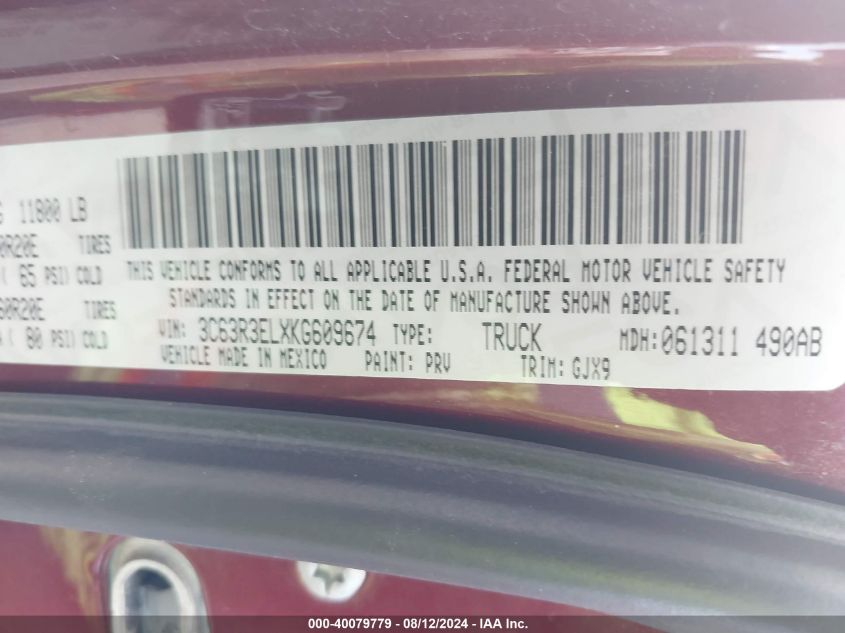 11800 LB
TIRES
65 PSI) COLD
THIS VEHICLE CONFORMS TO ALL APPLICABLE U.S.A. FEDERAL MOTOR VEHICLE SAFETY
STANDARDS IN EFFECT ON THE DATE OF MANUFACTURE SHOWN ABOVE.
60R20E TIRES
( 80 PSI) COLD
VIN: 3C63R3ELXKG609674 TYPE: TRUCK MDH:061311 490AB
VEHICLE MADE IN MEXICO PAINT: PRV TRIM: GJX9
000-40079779 - 08/12/2024 - IAA Inc.